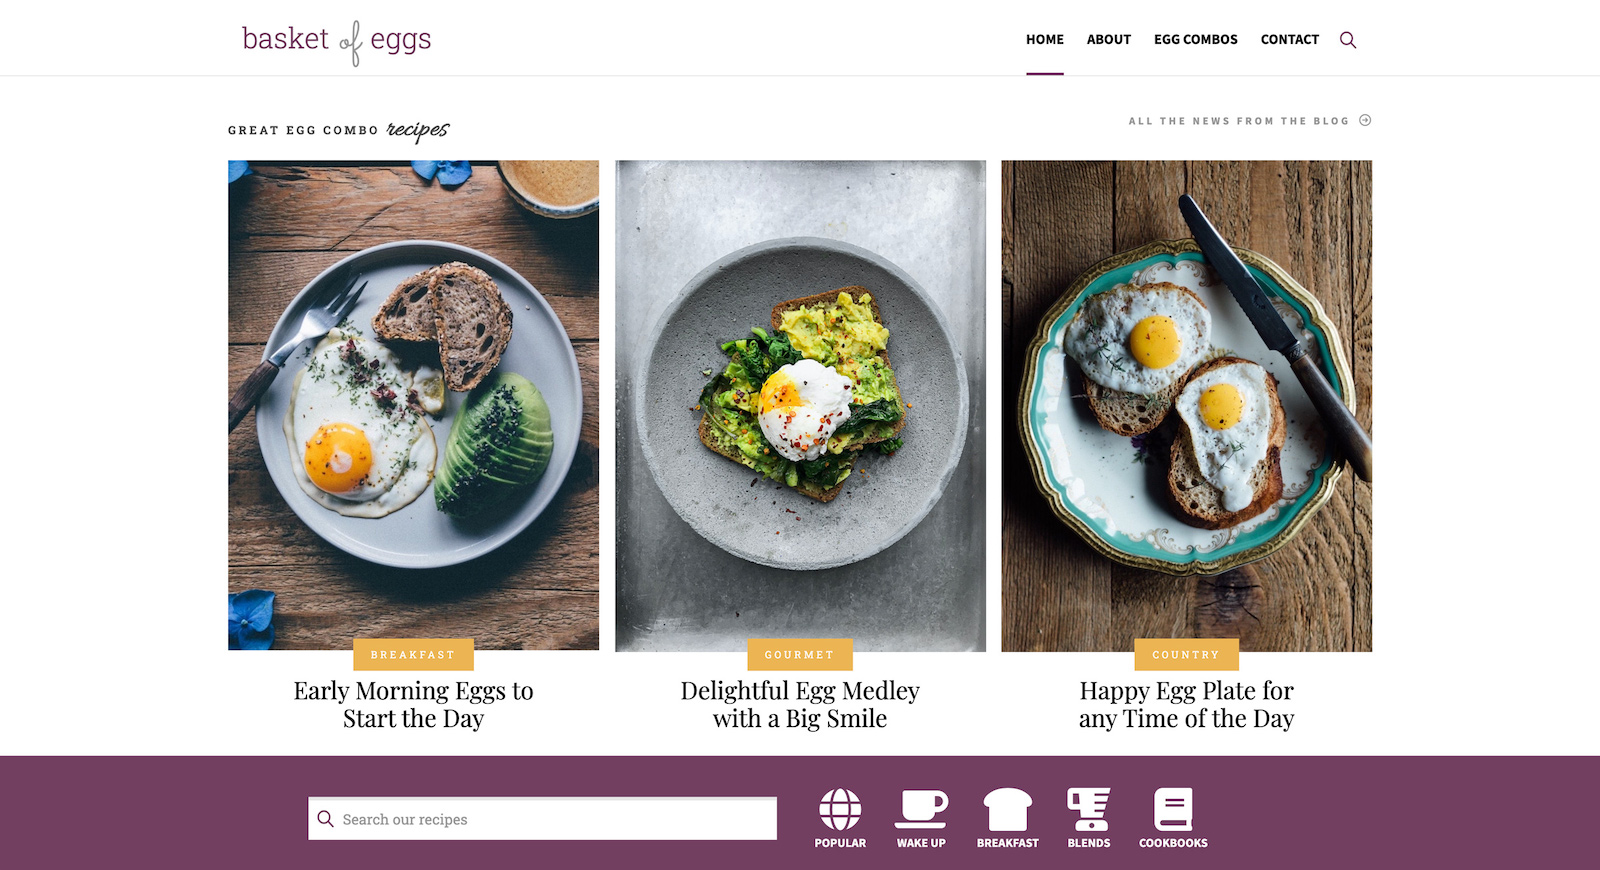 basket of eggs
HOME ABOUT EGG COMBOS CONTACT
GREAT EGG COMBO recipes
ALL THE NEWS FROM THE BLOG
BREAKFAST
Early Morning Eggs to
Start the Day
GOURMET
Delightful Egg Medley
with a Big Smile
COUNTRY
Happy Egg Plate for
any Time of the Day
Search our recipes
POPULAR WAKE UP BREAKFAST BLENDS COOKBOOKS